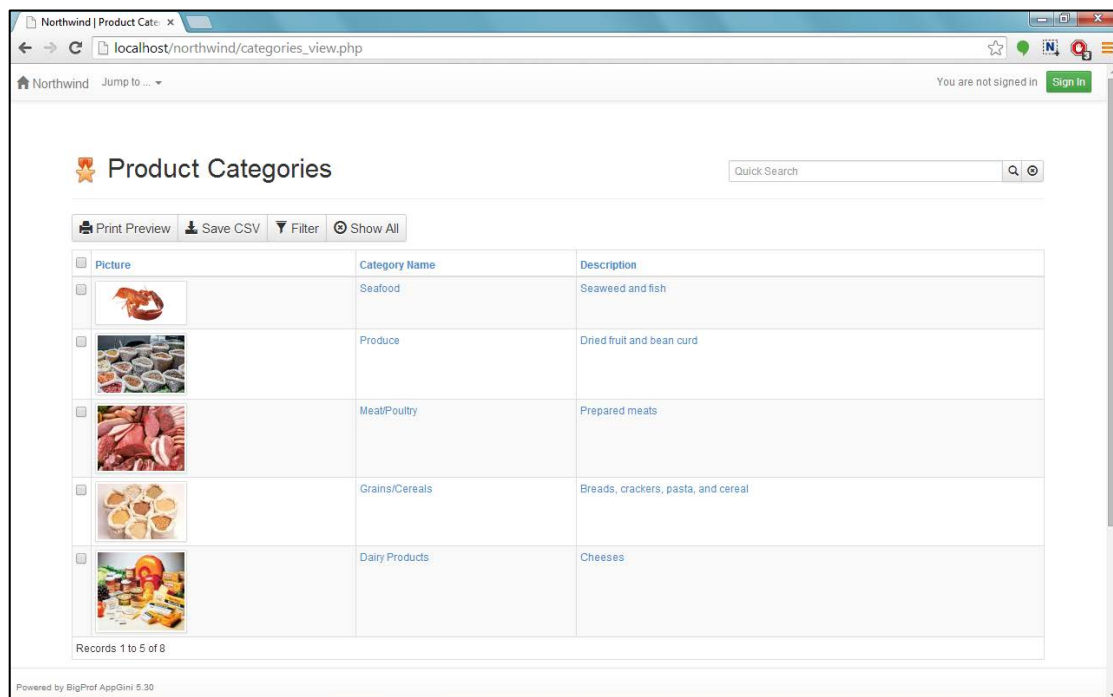 Northwind | Product Cate
localhost/northwind/categories_view.php
N
3
Northwind Jump to ... You are not signed in Sign In
Product Categories
Quick Search
Print Preview Save CSV Filter Show All
Picture Category Name Description
Seafood Seaweed and fish
Produce Dried fruit and bean curd
Meat/Poultry Prepared meats
Grains/Cereals Breads, crackers, pasta, and cereal
Dairy Products Cheeses
Records 1 to 5 of 8
Powered by BigProf AppGini 5.30